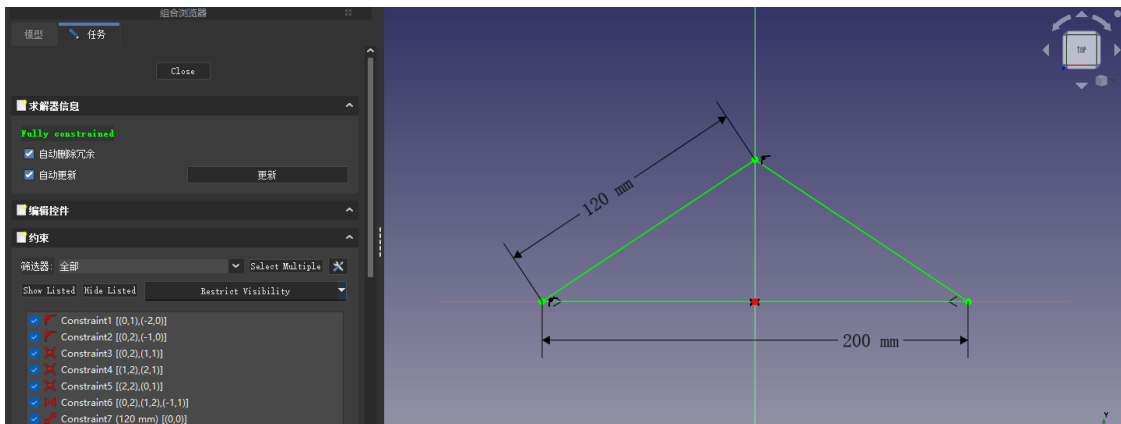 组合浏览器
模型 任务
Close
求解器信息
Fully constrained
自动删除冗余
自动更新 更新
编辑控件
约束
筛选器: 全部 Select Multiple
Show Listed Hide Listed Restrict Visibility
Constraint1 [(0,1),(-2,0)]
Constraint2 [(0,2),(-1,0)]
Constraint3 [(0,2),(1,1)]
Constraint4 [(1,2),(2,1)]
Constraint5 [(2,2),(0,1)]
Constraint6 [(0,2),(1,2),(-1,1)]
Constraint7 (120 mm) [(0,0)]
120 mm
200 mm
TOP
Y